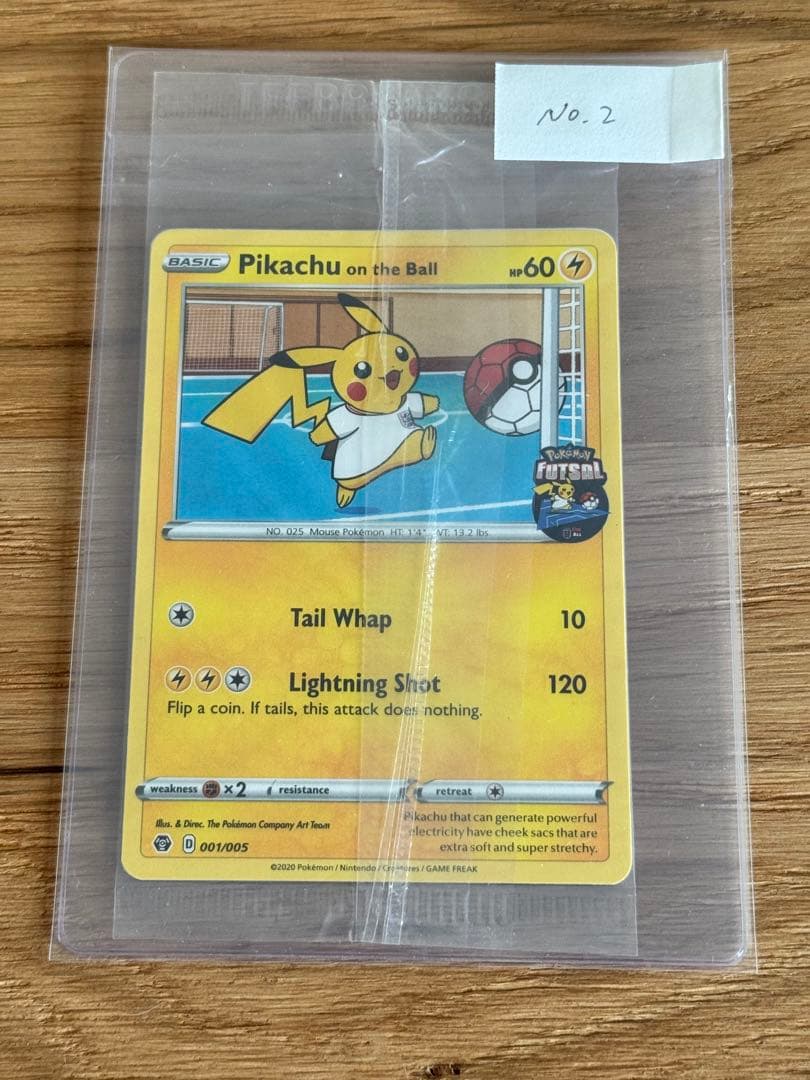 No. 2
BASIC Pikachu on the Ball HP 60
POKÉMON
FUTSAL
NO. 025 Mouse Pokémon HT: 1'4" WT: 13.2 lbs
Tail Whap 10
Lightning Shot 120
Flip a coin. If tails, this attack does nothing.
weakness ×2 resistance retreat
Illus. & Direc. The Pokémon Company Art Team
D 001/005
Pikachu that can generate powerful
electricity have cheek sacs that are
extra soft and super stretchy.
©2020 Pokémon / Nintendo / Creatures / GAME FREAK